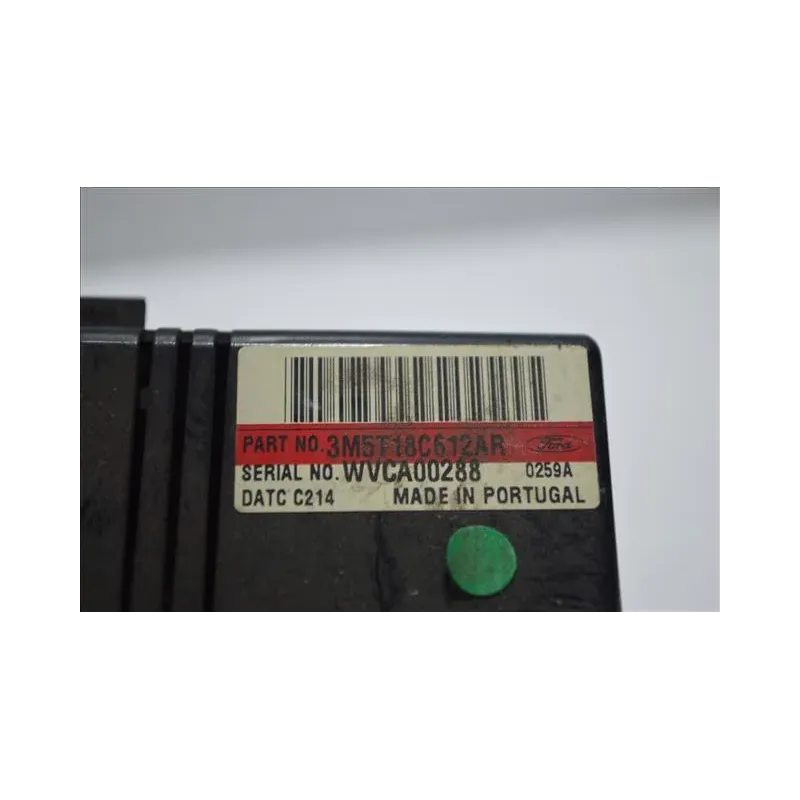 PART NO. 3M5T18C612AR Ford
SERIAL NO. WVCA00288 0259A
DATC C214 MADE IN PORTUGAL